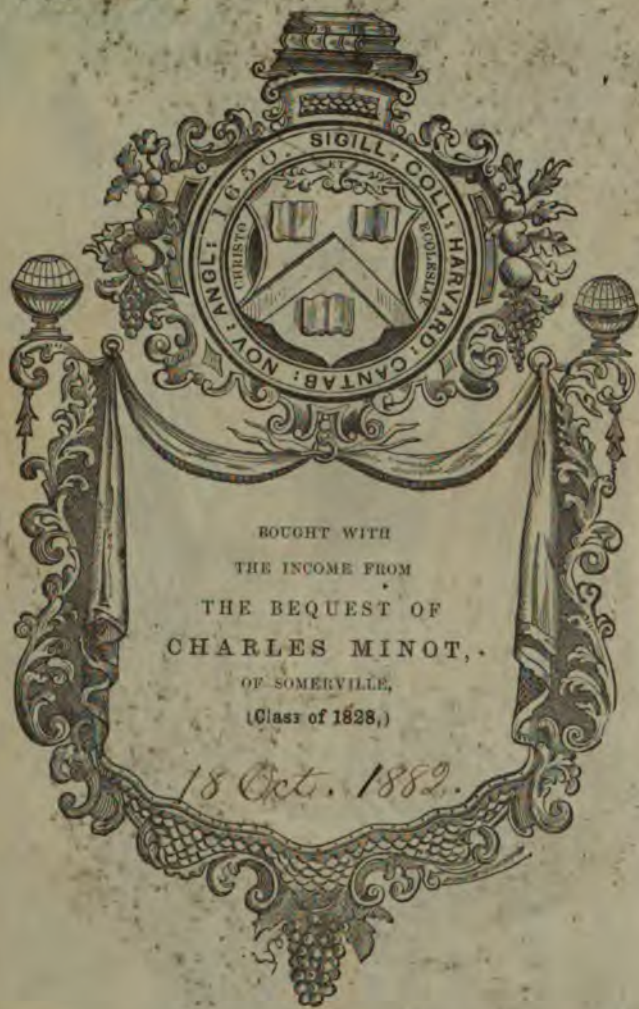 SIGILL: COLL: HARVARD: CANTAB: NOV: ANGL: 1650.
ET
CHRISTO
ECCLESIAE
BOUGHT WITH
THE INCOME FROM
THE BEQUEST OF
CHARLES MINOT,
OF SOMERVILLE,
(Class of 1828,)
18 Oct. 1882.